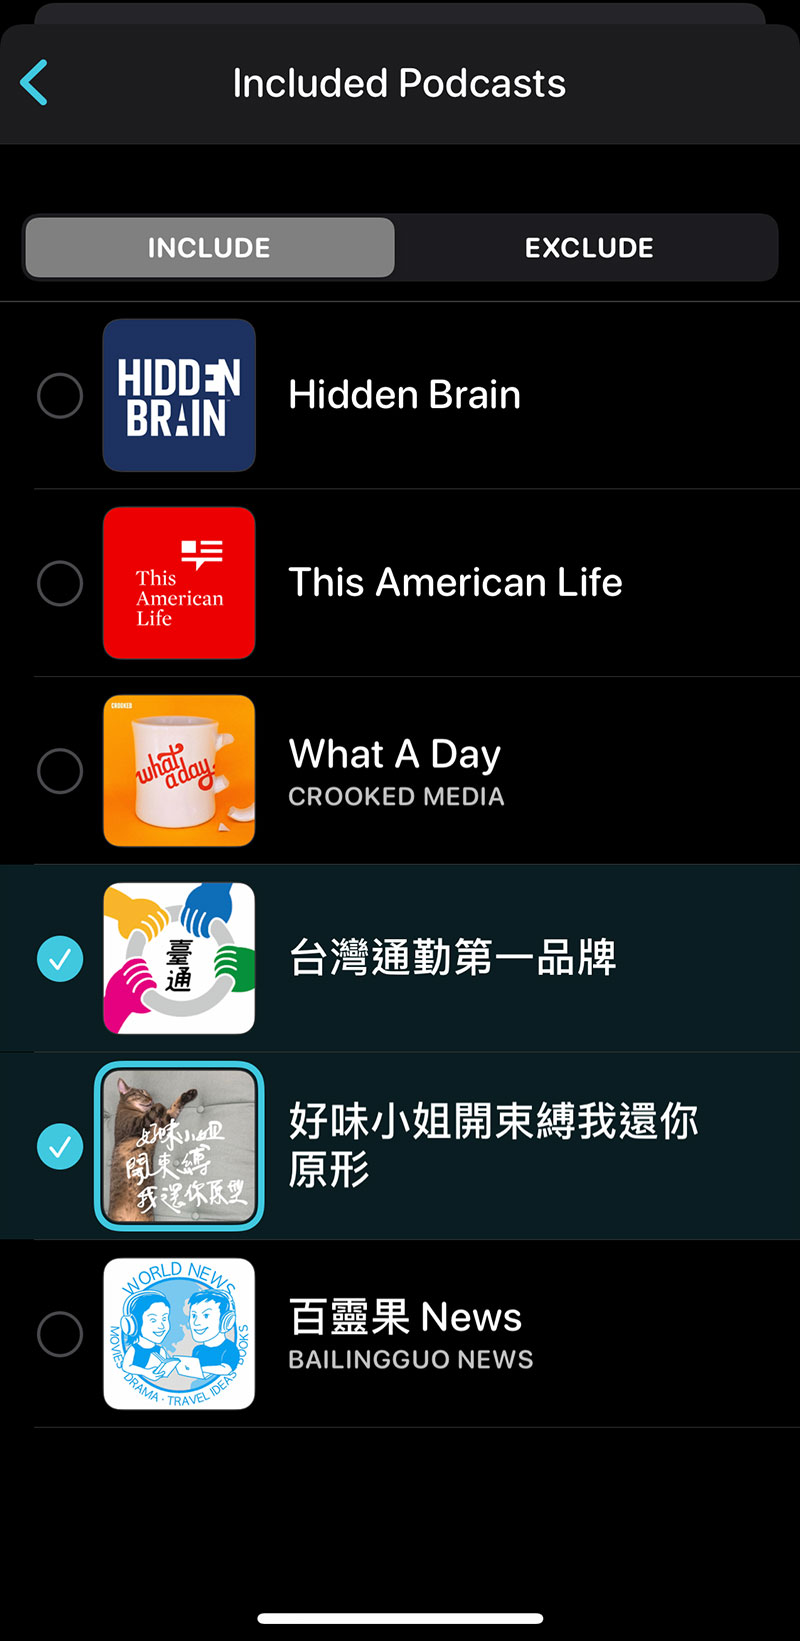 Included Podcasts
INCLUDE
EXCLUDE
HIDDEN
BRAIN
Hidden Brain
This
American
Life
This American Life
CROOKED
what
a day.
What A Day
CROOKED MEDIA
臺
通
台灣通勤第一品牌
好味小姐
開束縛
我還你原型
好味小姐開束縛我還你
原形
WORLD NEWS
MOVIES · DRAMA · TRAVEL IDEAS · BOOKS
百靈果 News
BAILINGGUO NEWS